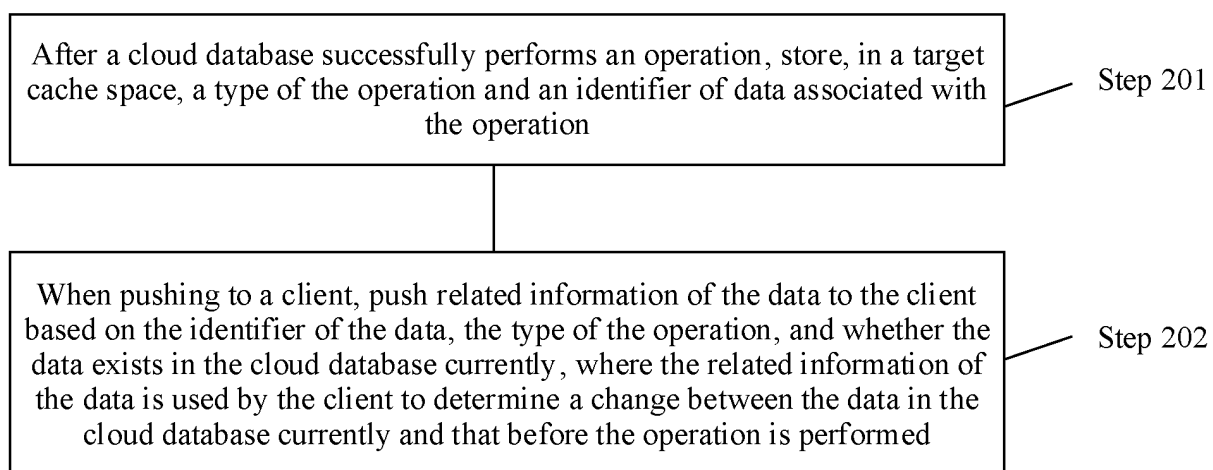 After a cloud database successfully performs an operation, store, in a target
cache space, a type of the operation and an identifier of data associated with
the operation
Step 201
When pushing to a client, push related information of the data to the client
based on the identifier of the data, the type of the operation, and whether the
data exists in the cloud database currently, where the related information of
the data is used by the client to determine a change between the data in the
cloud database currently and that before the operation is performed
Step 202